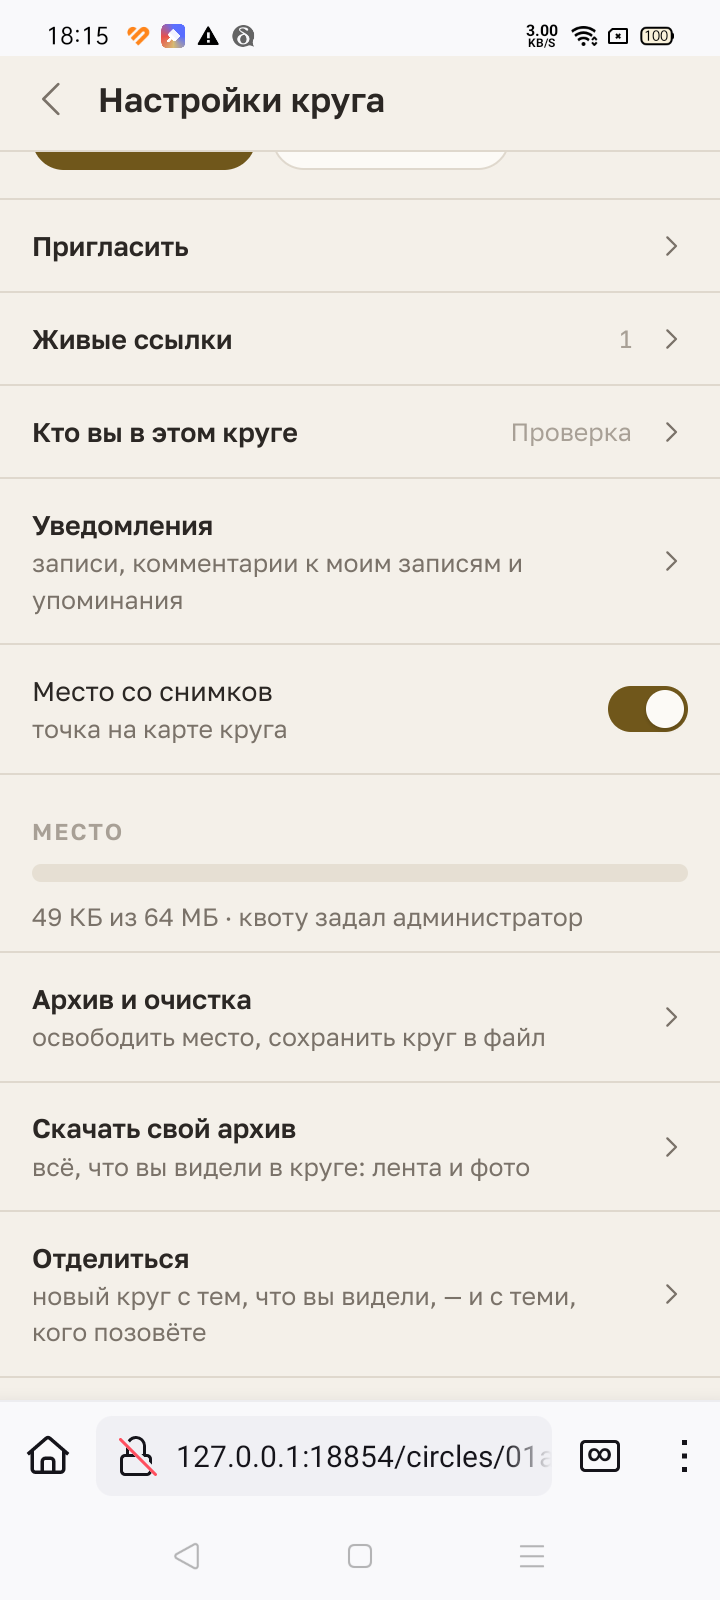 18:15
3.00
KB/S
100
Настройки круга
Пригласить
Живые ссылки
1
Кто вы в этом круге
Проверка
Уведомления
записи, комментарии к моим записям и
упоминания
Место со снимков
точка на карте круга
МЕСТО
49 КБ из 64 МБ · квоту задал администратор
Архив и очистка
освободить место, сохранить круг в файл
Скачать свой архив
всё, что вы видели в круге: лента и фото
Отделиться
новый круг с тем, что вы видели, — и с теми,
кого позовёте
127.0.0.1:18854/circles/01a